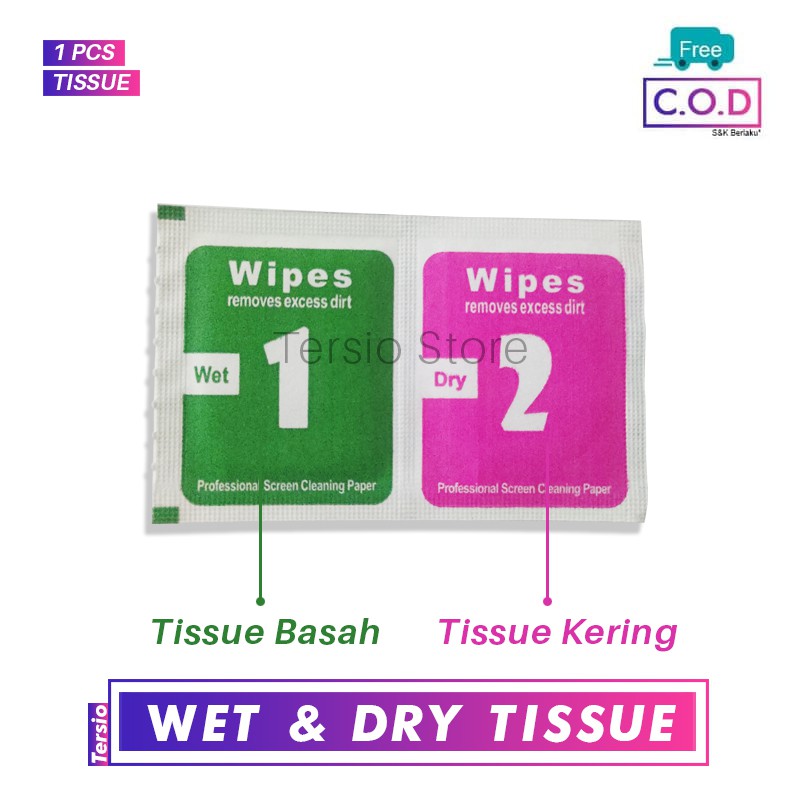 1 PCS
TISSUE
Free
C.O.D
S&K Berlaku*
Wipes
removes excess dirt
Wet
1
Professional Screen Cleaning Paper
Wipes
removes excess dirt
Dry
2
Professional Screen Cleaning Paper
Tersio Store
Tissue Basah
Tissue Kering
Tersio
WET & DRY TISSUE